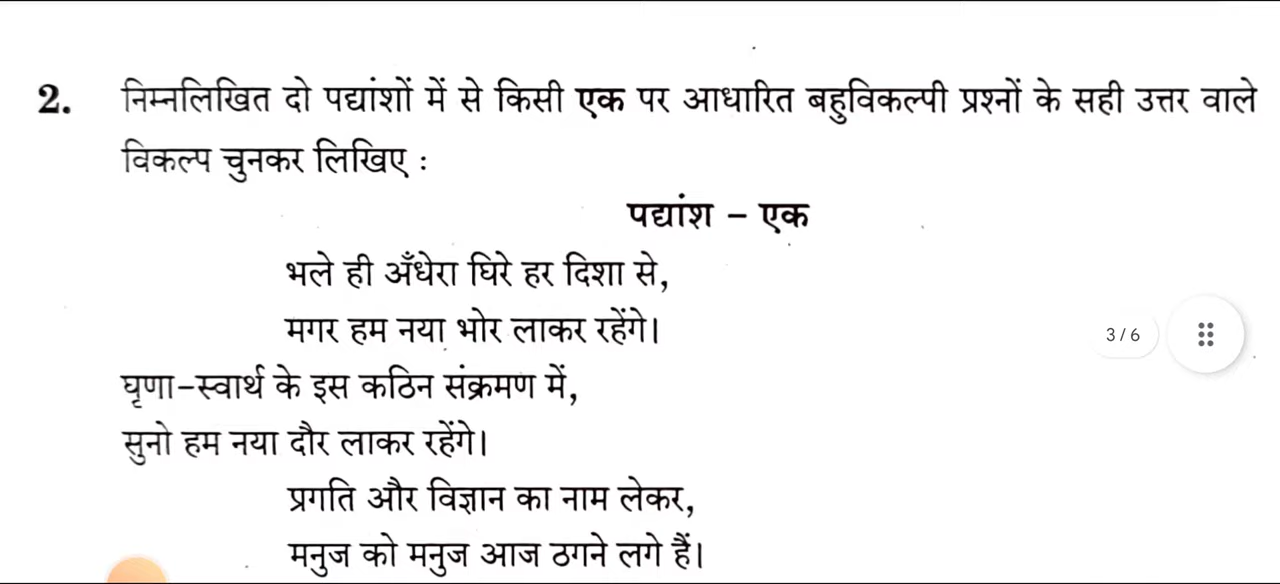 2. निम्नलिखित दो पद्यांशों में से किसी एक पर आधारित बहुविकल्पी प्रश्नों के सही उत्तर वाले
विकल्प चुनकर लिखिए :
पद्यांश – एक
भले ही अँधेरा घिरे हर दिशा से,
मगर हम नया भोर लाकर रहेंगे।
3/6
घृणा-स्वार्थ के इस कठिन संक्रमण में,
सुनो हम नया दौर लाकर रहेंगे।
प्रगति और विज्ञान का नाम लेकर,
मनुज को मनुज आज ठगने लगे हैं।